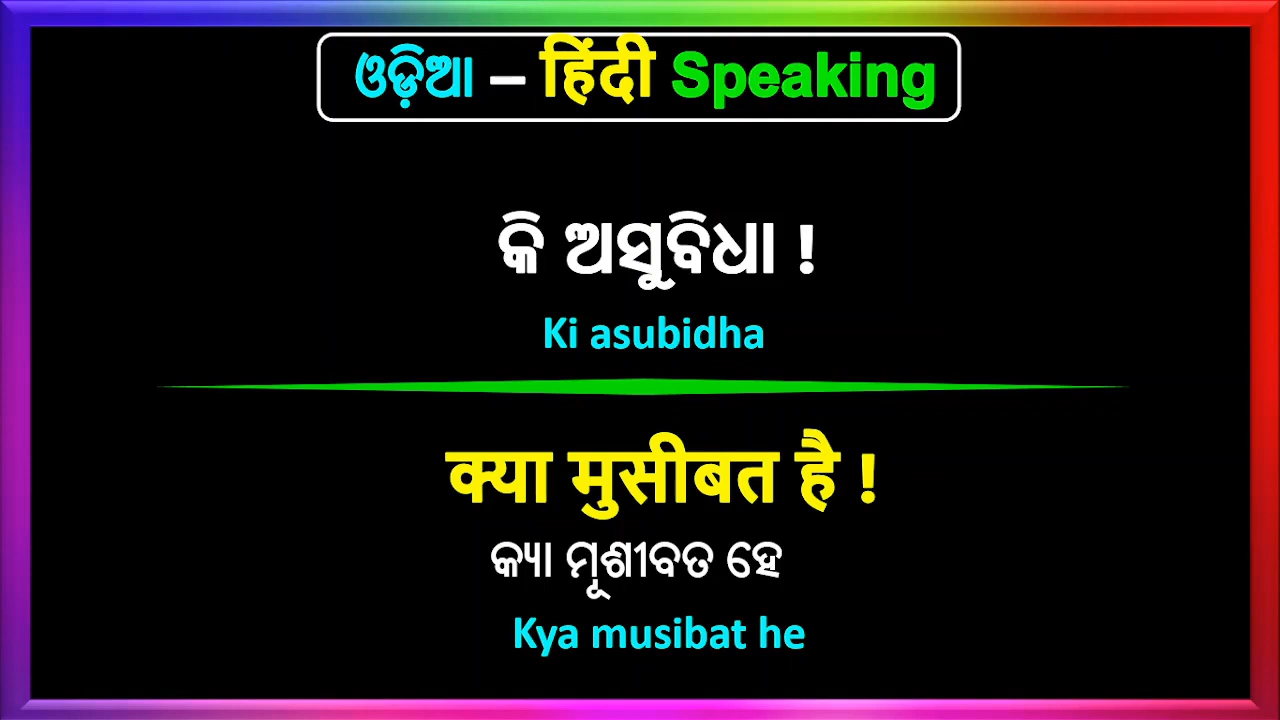 ଓଡ଼ିଆ – हिंदी Speaking
କି ଅସୁବିଧା !
Ki asubidha
क्या मुसीबत है !
କ୍ୟା ମୂଶୀବତ ହେ
Kya musibat he